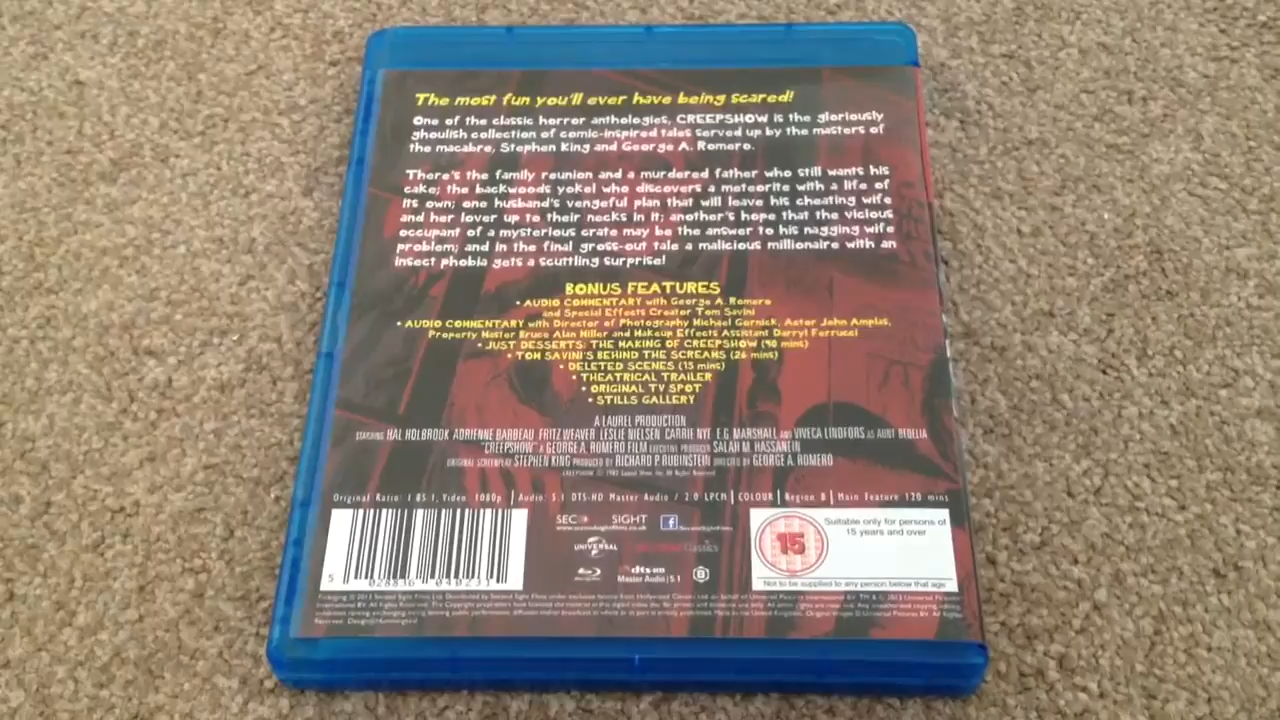 The most fun you'll ever have being scared!
One of the classic horror anthologies, CREEPSHOW is the gloriously
ghoulish collection of comic-inspired tales served up by the masters of
the macabre, Stephen King and George A. Romero.
There's the family reunion and a murdered father who still wants his
cake; the backwoods yokel who discovers a meteorite with a life of
its own; one husband's vengeful plan that will leave his cheating wife
and her lover up to their necks in it; another's hope that the vicious
occupant of a mysterious crate may be the answer to his nagging wife
problem; and in the final gross-out tale a malicious millionaire with an
insect phobia gets a scuttling surprise!
BONUS FEATURES
• AUDIO COMMENTARY with George A. Romero
and Special Effects Creator Tom Savini
• AUDIO COMMENTARY with Director of Photography Michael Gornick, Actor John Amplas,
Property Master Bruce Alan Miller and Makeup Effects Assistant Darryl Ferrucci
• JUST DESSERTS: THE MAKING OF CREEPSHOW (90 mins)
• TOM SAVINI'S BEHIND THE SCREAMS (26 mins)
• DELETED SCENES (15 mins)
• THEATRICAL TRAILER
• ORIGINAL TV SPOT
• STILLS GALLERY
A LAUREL PRODUCTION
STARRING HAL HOLBROOK ADRIENNE BARBEAU FRITZ WEAVER LESLIE NIELSEN CARRIE NYE E.G. MARSHALL AND VIVECA LINDFORS AS AUNT BEDELIA
"CREEPSHOW" A GEORGE A. ROMERO FILM EXECUTIVE PRODUCER SALAH M. HASSANEIN
ORIGINAL SCREENPLAY STEPHEN KING PRODUCED BY RICHARD P. RUBINSTEIN DIRECTED BY GEORGE A. ROMERO
Original Ratio: 1.85:1, Video: 1080p | Audio: 5.1 DTS-HD Master Audio / 2.0 LPCM | COLOUR | Region B | Main Feature 120 mins
SECOND SIGHT
www.secondsightfilms.co.uk
f SecondSightFilms
UNIVERSAL
Classics
Blu-ray Disc
dts-HD
Master Audio | 5.1
B
15
Suitable only for persons of
15 years and over
Not to be supplied to any person below that age
5 028836 040231